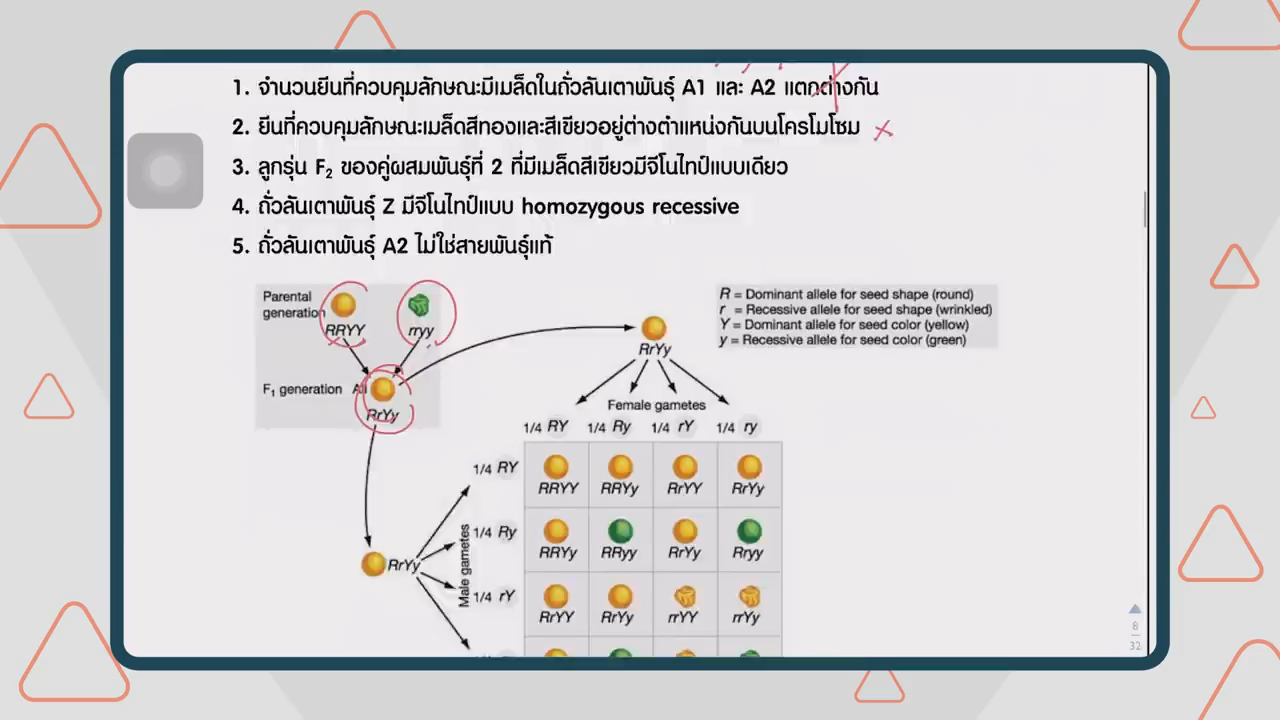 1. จำนวนยีนที่ควบคุมลักษณะมีเมล็ดในถั่วลันเตาพันธุ์ A1 และ A2 แตกต่างกัน
2. ยีนที่ควบคุมลักษณะเมล็ดสีทองและสีเขียวอยู่ต่างตำแหน่งกันบนโครโมโซม
3. ลูกรุ่น F₂ ของคู่ผสมพันธุ์ที่ 2 ที่มีเมล็ดสีเขียวมีจีโนไทป์แบบเดียว
4. ถั่วลันเตาพันธุ์ Z มีจีโนไทป์แบบ homozygous recessive
5. ถั่วลันเตาพันธุ์ A2 ไม่ใช่สายพันธุ์แท้
Parental generation
RRYY rryy
F₁ generation
RrYy
R = Dominant allele for seed shape (round)
r = Recessive allele for seed shape (wrinkled)
Y = Dominant allele for seed color (yellow)
y = Recessive allele for seed color (green)
RrYy
Female gametes
1/4 RY 1/4 Ry 1/4 rY 1/4 ry
RrYy
Male gametes
1/4 RY
RRYY RRYy RrYY RrYy
1/4 Ry
RRYy RRyy RrYy Rryy
1/4 rY
RrYY RrYy rrYY rrYy
8
32